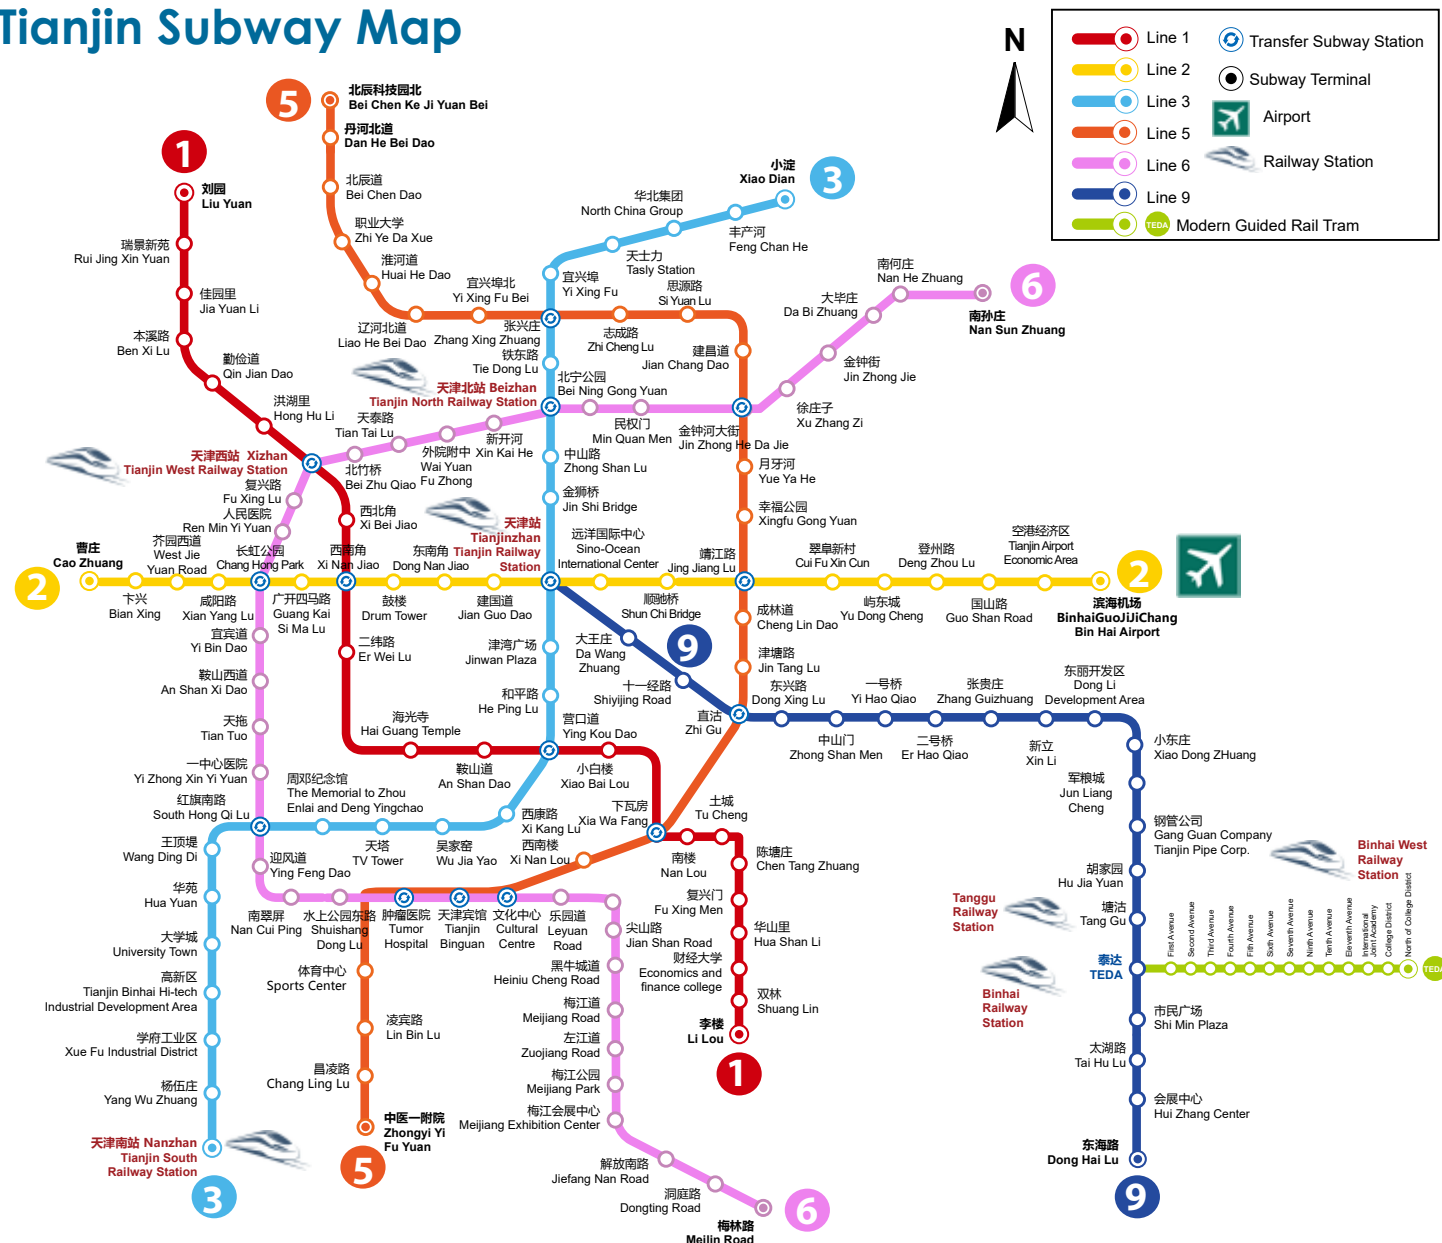 Tianjin Subway Map
N
Line 1
Line 2
Line 3
Line 5
Line 6
Line 9
TEDA
Modern Guided Rail Tram
Transfer Subway Station
Subway Terminal
Airport
Railway Station
5
北辰科技园北
Bei Chen Ke Ji Yuan Bei
丹河北道
Dan He Bei Dao
北辰道
Bei Chen Dao
职业大学
Zhi Ye Da Xue
淮河道
Huai He Dao
辽河北道
Liao He Bei Dao
宜兴埠北
Yi Xing Fu Bei
张兴庄
Zhang Xing Zhuang
志成路
Zhi Cheng Lu
思源路
Si Yuan Lu
建昌道
Jian Chang Dao
1
刘园
Liu Yuan
瑞景新苑
Rui Jing Xin Yuan
佳园里
Jia Yuan Li
本溪路
Ben Xi Lu
勤俭道
Qin Jian Dao
洪湖里
Hong Hu Li
3
小淀
Xiao Dian
丰产河
Feng Chan He
华北集团
North China Group
天士力
Tasly Station
宜兴埠
Yi Xing Fu
铁东路
Tie Dong Lu
天津北站 Beizhan
Tianjin North Railway Station
北宁公园
Bei Ning Gong Yuan
民权门
Min Quan Men
金钟河大街
Jin Zhong He Da Jie
6
南孙庄
Nan Sun Zhuang
南何庄
Nan He Zhuang
大毕庄
Da Bi Zhuang
金钟街
Jin Zhong Jie
徐庄子
Xu Zhang Zi
天津西站 Xizhan
Tianjin West Railway Station
北竹桥
Bei Zhu Qiao
天泰路
Tian Tai Lu
外院附中
Wai Yuan
Fu Zhong
新开河
Xin Kai He
中山路
Zhong Shan Lu
金狮桥
Jin Shi Bridge
月牙河
Yue Ya He
幸福公园
Xingfu Gong Yuan
复兴路
Fu Xing Lu
人民医院
Ren Min Yi Yuan
西北角
Xi Bei Jiao
天津站
Tianjinzhan
Tianjin Railway
Station
2
曹庄
Cao Zhuang
卞兴
Bian Xing
芥园西道
West Jie
Yuan Road
咸阳路
Xian Yang Lu
长虹公园
Chang Hong Park
广开四马路
Guang Kai
Si Ma Lu
西南角
Xi Nan Jiao
鼓楼
Drum Tower
东南角
Dong Nan Jiao
建国道
Jian Guo Dao
远洋国际中心
Sino-Ocean
International Center
顺驰桥
Shun Chi Bridge
靖江路
Jing Jiang Lu
翠阜新村
Cui Fu Xin Cun
屿东城
Yu Dong Cheng
登州路
Deng Zhou Lu
国山路
Guo Shan Road
空港经济区
Tianjin Airport
Economic Area
2
滨海机场
BinhaiGuoJiJiChang
Bin Hai Airport
宜宾道
Yi Bin Dao
鞍山西道
An Shan Xi Dao
天拖
Tian Tuo
一中心医院
Yi Zhong Xin Yi Yuan
红旗南路
South Hong Qi Lu
二纬路
Er Wei Lu
海光寺
Hai Guang Temple
鞍山道
An Shan Dao
津湾广场
Jinwan Plaza
和平路
He Ping Lu
营口道
Ying Kou Dao
小白楼
Xiao Bai Lou
下瓦房
Xia Wa Fang
9
大王庄
Da Wang
Zhuang
十一经路
Shiyijing Road
成林道
Cheng Lin Dao
津塘路
Jin Tang Lu
直沽
Zhi Gu
东兴路
Dong Xing Lu
中山门
Zhong Shan Men
一号桥
Yi Hao Qiao
二号桥
Er Hao Qiao
张贵庄
Zhang Guizhuang
新立
Xin Li
东丽开发区
Dong Li
Development Area
小东庄
Xiao Dong ZHuang
军粮城
Jun Liang
Cheng
钢管公司
Gang Guan Company
Tianjin Pipe Corp.
胡家园
Hu Jia Yuan
塘沽
Tang Gu
泰达
TEDA
市民广场
Shi Min Plaza
太湖路
Tai Hu Lu
会展中心
Hui Zhang Center
东海路
Dong Hai Lu
9
Tanggu
Railway
Station
Binhai
Railway
Station
Binhai West
Railway
Station
First Avenue
Second Avenue
Third Avenue
Fourth Avenue
Fifth Avenue
Sixth Avenue
Seventh Avenue
Ninth Avenue
Tenth Avenue
Eleventh Avenue
International
Joint Academy
College District
North of College District
TEDA
周邓纪念馆
The Memorial to Zhou
Enlai and Deng Yingchao
天塔
TV Tower
吴家窑
Wu Jia Yao
西康路
Xi Kang Lu
西南楼
Xi Nan Lou
土城
Tu Cheng
南楼
Nan Lou
陈塘庄
Chen Tang Zhuang
复兴门
Fu Xing Men
华山里
Hua Shan Li
财经大学
Economics and
finance college
双林
Shuang Lin
李楼
Li Lou
1
王顶堤
Wang Ding Di
华苑
Hua Yuan
大学城
University Town
高新区
Tianjin Binhai Hi-tech
Industrial Development Area
学府工业区
Xue Fu Industrial District
杨伍庄
Yang Wu Zhuang
天津南站 Nanzhan
Tianjin South
Railway Station
3
迎风道
Ying Feng Dao
南翠屏
Nan Cui Ping
水上公园东路
Shuishang
Dong Lu
肿瘤医院
Tumor
Hospital
天津宾馆
Tianjin
Binguan
文化中心
Cultural
Centre
乐园道
Leyuan
Road
尖山路
Jian Shan Road
黑牛城道
Heiniu Cheng Road
梅江道
Meijiang Road
左江道
Zuojiang Road
梅江公园
Meijiang Park
梅江会展中心
Meijiang Exhibition Center
解放南路
Jiefang Nan Road
洞庭路
Dongting Road
梅林路
Meilin Road
6
体育中心
Sports Center
凌宾路
Lin Bin Lu
昌凌路
Chang Ling Lu
中医一附院
Zhongyi Yi
Fu Yuan
5